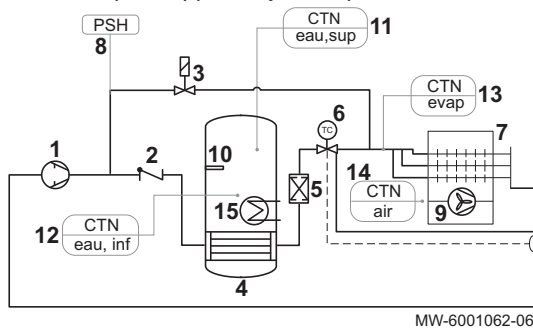 PSH
8
3
CTN
eau,sup
11
CTN
evap
13
6
TC
7
1
2
10
5
14
CTN
air
9
15
12
CTN
eau, inf
4
MW-6001062-06